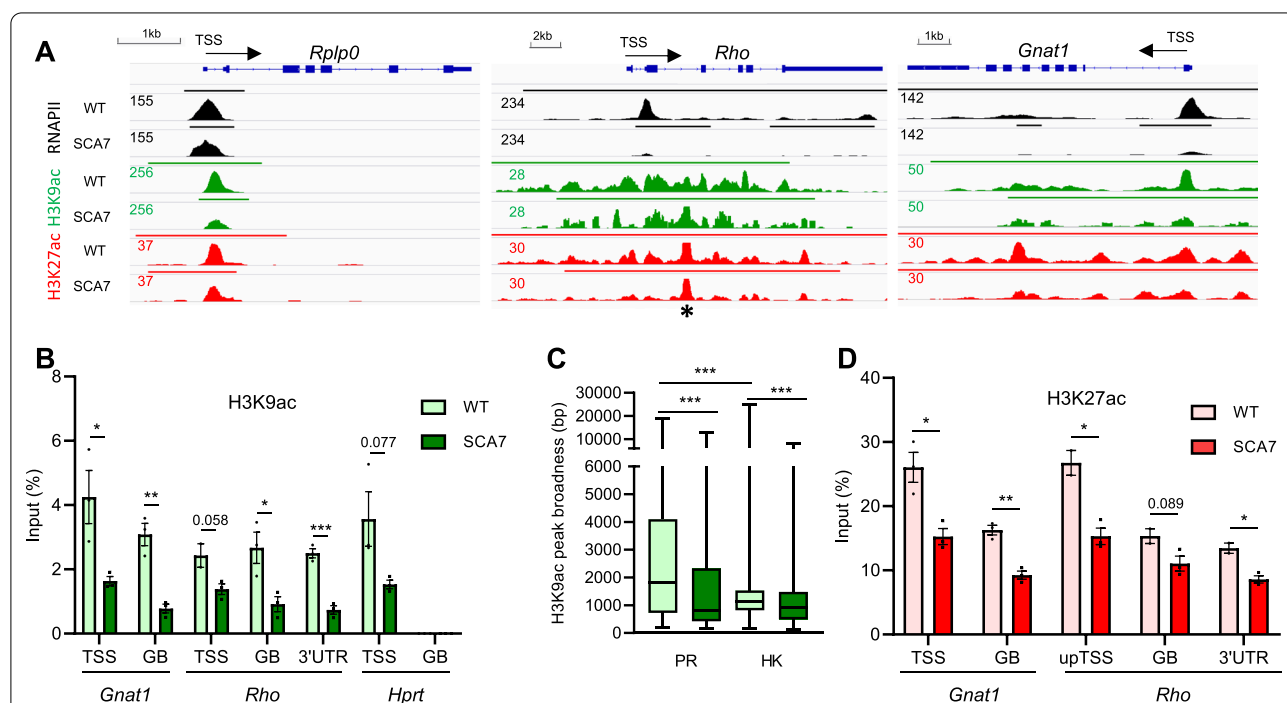 A
1kb
TSS
Rplp0
2kb
TSS
Rho
1kb
Gnat1
TSS
RNAPII
WT
155
234
142
SCA7
155
234
142
H3K9ac
WT
256
28
50
SCA7
256
28
50
H3K27ac
WT
37
30
30
SCA7
37
30
30
*
B
H3K9ac
WT
SCA7
Input (%)
8
6
4
2
0
*
**
0.058
*
***
0.077
TSS GB TSS GB 3'UTR TSS GB
Gnat1 Rho Hprt
C
H3K9ac peak broadness (bp)
30000
20000
10000
6000
5000
4000
3000
2000
1000
0
***
***
***
PR HK
D
H3K27ac
WT
SCA7
Input (%)
40
30
20
10
0
*
**
*
0.089
*
TSS GB upTSS GB 3'UTR
Gnat1 Rho